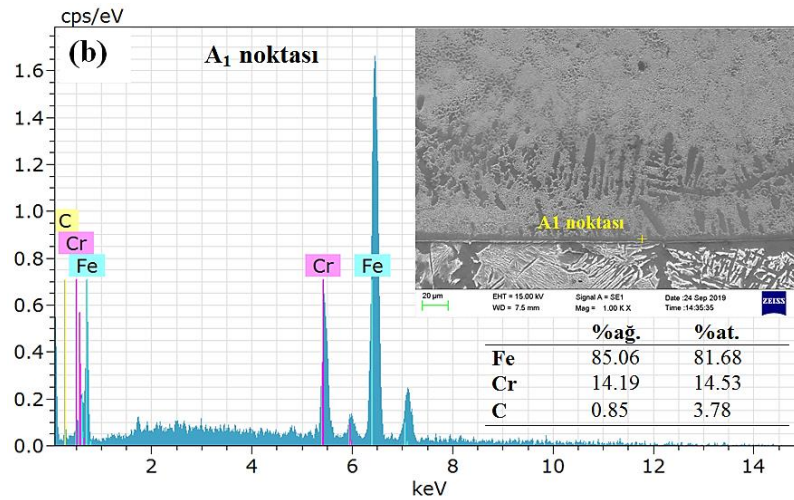 cps/eV
(b)
A₁ noktası
1.6
1.4
1.2
1.0
0.8
0.6
0.4
0.2
0.0
C
Cr
Fe
Cr
Fe
2 4 6 8 10 12 14
keV
A1 noktası
20 µm
EHT = 15.00 kV Signal A = SE1 Date :24 Sep 2019
WD = 7.5 mm Mag = 1.00 K X Time :14:35:35
ZEISS
%ağ. %at.
Fe 85.06 81.68
Cr 14.19 14.53
C 0.85 3.78